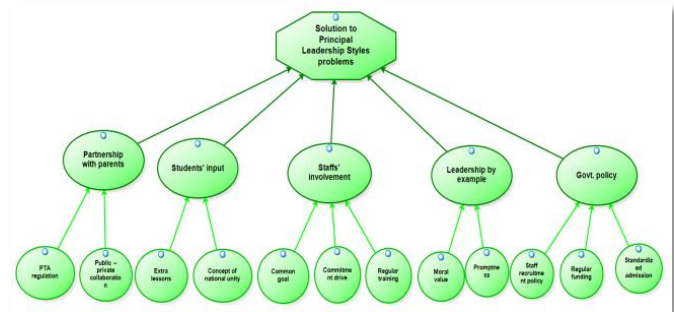 Solution to
Principal
Leadership Styles
problems
Partnership
with parents
Students' input
Staffs'
involvement
Leadership by
example
Govt. policy
PTA
regulation
Public –
private
collaboratio
n
Extra
lessons
Concept of
national unity
Common
goal
Commitme
nt drive
Regular
training
Moral
value
Promptne
ss
Staff
recruitme
nt policy
Regular
funding
Standardiz
ed
admission